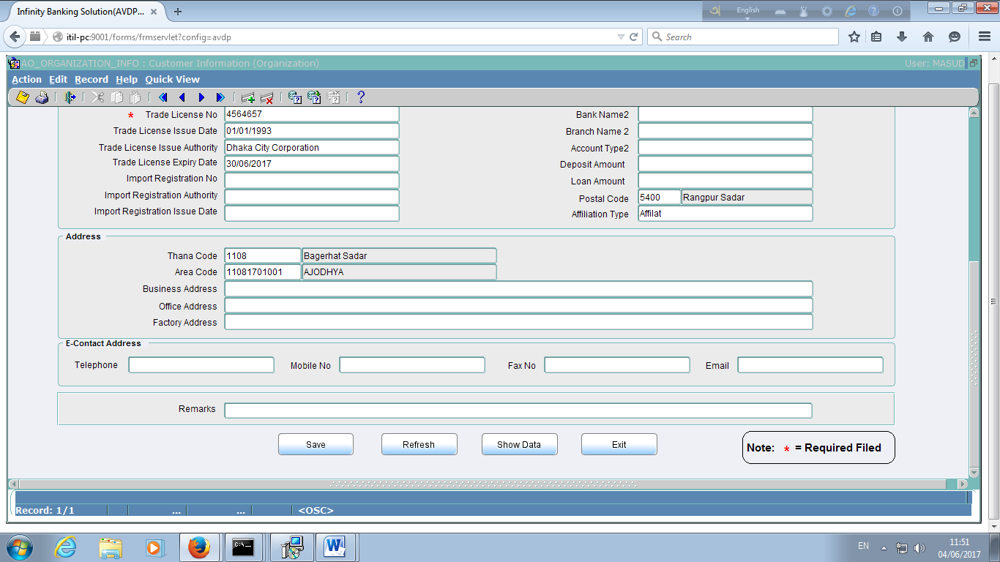 Infinity Banking Solution(AVDP...
English
itil-pc:9001/forms/frmservlet?config=avdp
Search
AO_ORGANIZATION_INFO : Customer Information (Organization) User: MASUD
Action Edit Record Help Quick View
* Trade License No 4564657 Bank Name2
Trade License Issue Date 01/01/1993 Branch Name 2
Trade License Issue Authority Dhaka City Corporation Account Type2
Trade License Expiry Date 30/06/2017 Deposit Amount
Import Registration No Loan Amount
Import Registration Authority Postal Code 5400 Rangpur Sadar
Import Registration Issue Date Affiliation Type Affilat
Address
Thana Code 1108 Bagerhat Sadar
Area Code 11081701001 AJODHYA
Business Address
Office Address
Factory Address
E-Contact Address
Telephone Mobile No Fax No Email
Remarks
Save Refresh Show Data Exit Note: * = Required Filed
Record: 1/1 ... ... <OSC>
EN 11:51
04/06/2017